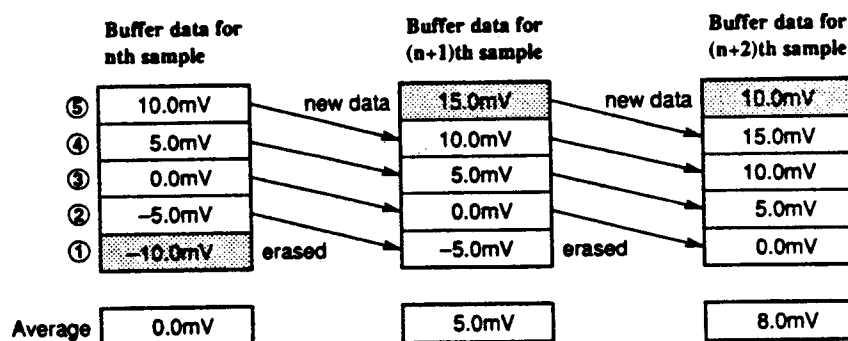 Buffer data for
nth sample
Buffer data for
(n+1)th sample
Buffer data for
(n+2)th sample
⑤ 10.0mV new data 15.0mV new data 10.0mV
④ 5.0mV 10.0mV 15.0mV
③ 0.0mV 5.0mV 10.0mV
② –5.0mV 0.0mV 5.0mV
① –10.0mV erased –5.0mV erased 0.0mV
Average 0.0mV 5.0mV 8.0mV